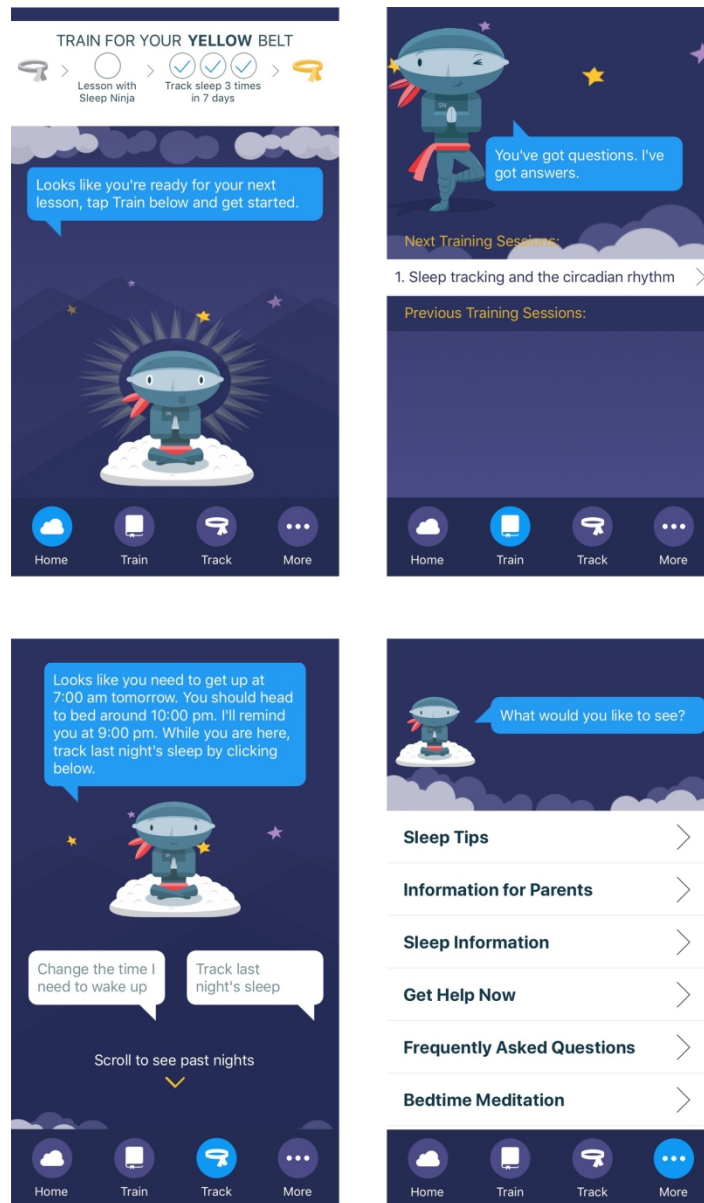 TRAIN FOR YOUR YELLOW BELT
Lesson with
Sleep Ninja
Track sleep 3 times
in 7 days
Looks like you're ready for your next
lesson, tap Train below and get started.
SN
Home Train Track More
SN
You've got questions. I've
got answers.
Next Training Sessions:
1. Sleep tracking and the circadian rhythm
Previous Training Sessions:
Home Train Track More
Looks like you need to get up at
7:00 am tomorrow. You should head
to bed around 10:00 pm. I'll remind
you at 9:00 pm. While you are here,
track last night's sleep by clicking
below.
Change the time I
need to wake up
Track last
night's sleep
Scroll to see past nights
Home Train Track More
What would you like to see?
Sleep Tips
Information for Parents
Sleep Information
Get Help Now
Frequently Asked Questions
Bedtime Meditation
Home Train Track More